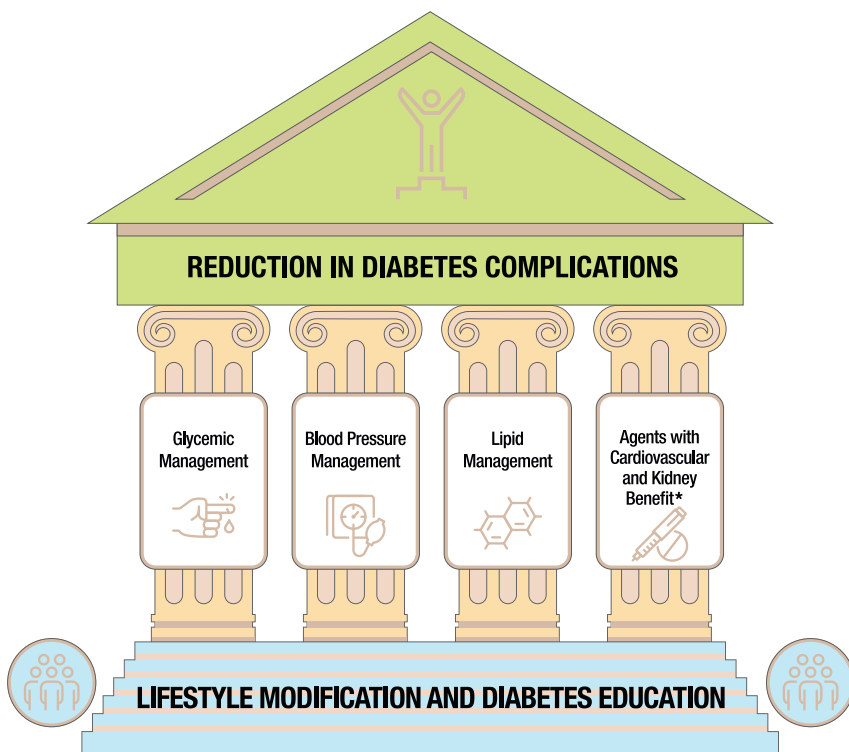 REDUCTION IN DIABETES COMPLICATIONS
Glycemic
Management
Blood Pressure
Management
Lipid
Management
Agents with
Cardiovascular
and Kidney
Benefit*
LIFESTYLE MODIFICATION AND DIABETES EDUCATION